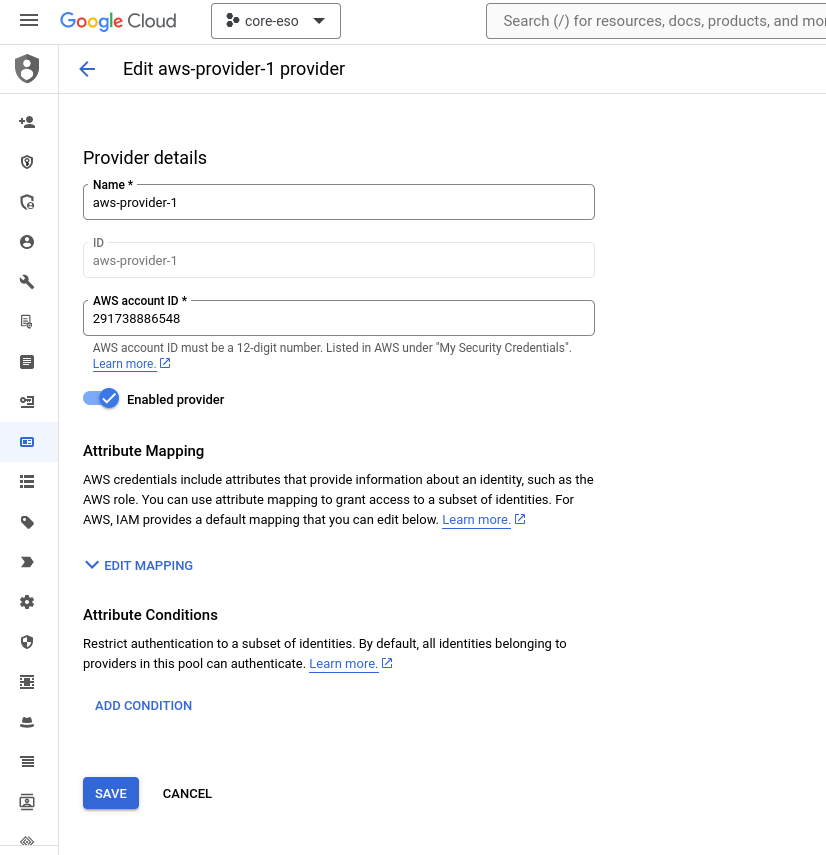 Google Cloud
core-eso
Search (/) for resources, docs, products, and mor
Edit aws-provider-1 provider
Provider details
Name *
aws-provider-1
ID
aws-provider-1
AWS account ID *
291738886548
AWS account ID must be a 12-digit number. Listed in AWS under "My Security Credentials".
Learn more.
Enabled provider
Attribute Mapping
AWS credentials include attributes that provide information about an identity, such as the
AWS role. You can use attribute mapping to grant access to a subset of identities. For
AWS, IAM provides a default mapping that you can edit below. Learn more.
EDIT MAPPING
Attribute Conditions
Restrict authentication to a subset of identities. By default, all identities belonging to
providers in this pool can authenticate. Learn more.
ADD CONDITION
SAVE CANCEL